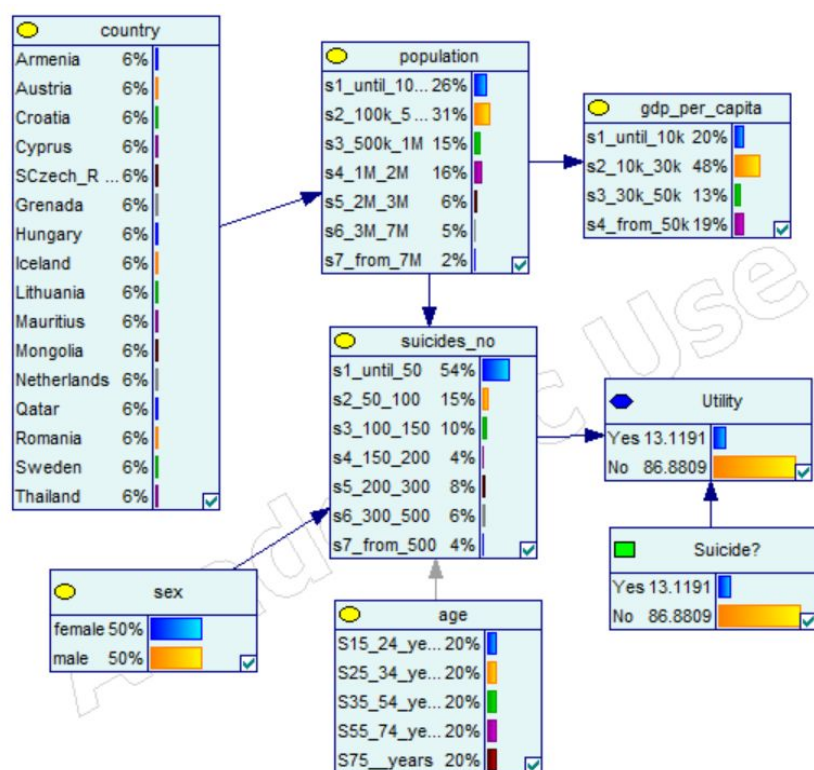 country
Armenia 6%
Austria 6%
Croatia 6%
Cyprus 6%
SCzech_R ... 6%
Grenada 6%
Hungary 6%
Iceland 6%
Lithuania 6%
Mauritius 6%
Mongolia 6%
Netherlands 6%
Qatar 6%
Romania 6%
Sweden 6%
Thailand 6%
population
s1_until_10... 26%
s2_100k_5 ... 31%
s3_500k_1M 15%
s4_1M_2M 16%
s5_2M_3M 6%
s6_3M_7M 5%
s7_from_7M 2%
gdp_per_capita
s1_until_10k 20%
s2_10k_30k 48%
s3_30k_50k 13%
s4_from_50k 19%
suicides_no
s1_until_50 54%
s2_50_100 15%
s3_100_150 10%
s4_150_200 4%
s5_200_300 8%
s6_300_500 6%
s7_from_500 4%
Utility
Yes 13.1191
No 86.8809
Suicide?
Yes 13.1191
No 86.8809
sex
female 50%
male 50%
age
S15_24_ye... 20%
S25_34_ye... 20%
S35_54_ye... 20%
S55_74_ye... 20%
S75__years 20%
Use